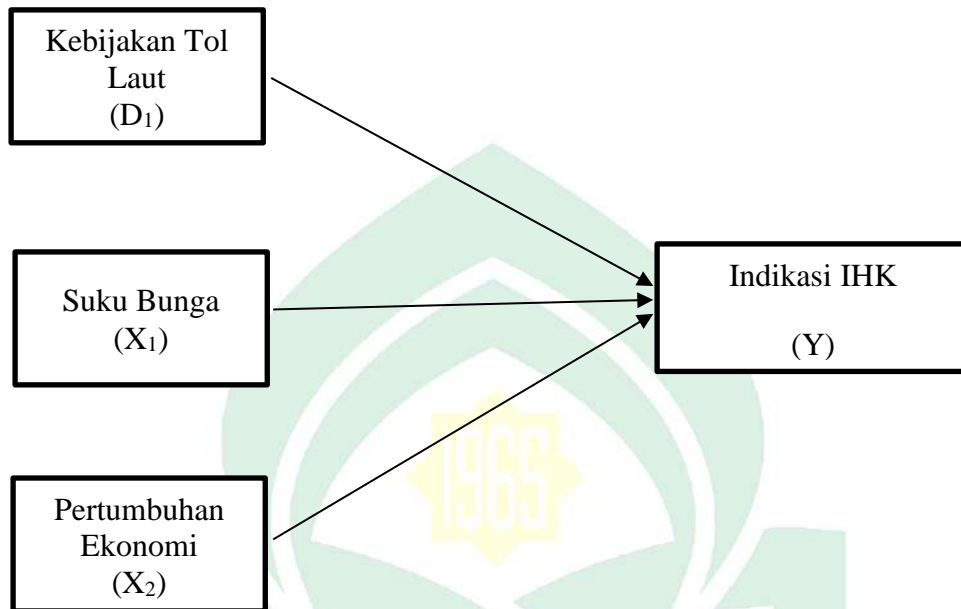 Kebijakan Tol
Laut
(D₁)
Suku Bunga
(X₁)
Pertumbuhan
Ekonomi
(X₂)
Indikasi IHK
(Y)
1965